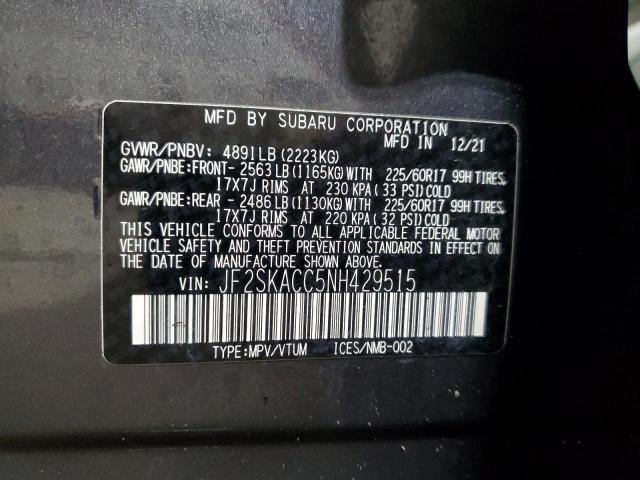 MFD BY SUBARU CORPORATION
MFD IN 12/21
GVWR/PNBV: 4891LB (2223KG)
GAWR/PNBE:FRONT- 2563LB (1165KG) WITH 225/60R17 99H TIRES,
17X7J RIMS AT 230 KPA (33 PSI) COLD
GAWR/PNBE:REAR - 2486LB (1130KG) WITH 225/60R17 99H TIRES,
17X7J RIMS AT 220 KPA (32 PSI) COLD
THIS VEHICLE CONFORMS TO ALL APPLICABLE FEDERAL MOTOR
VEHICLE SAFETY AND THEFT PREVENTION STANDARDS IN EFFECT ON
THE DATE OF MANUFACTURE SHOWN ABOVE.
VIN: JF2SKACC5NH429515
TYPE:MPV/VTUM ICES/NMB-002